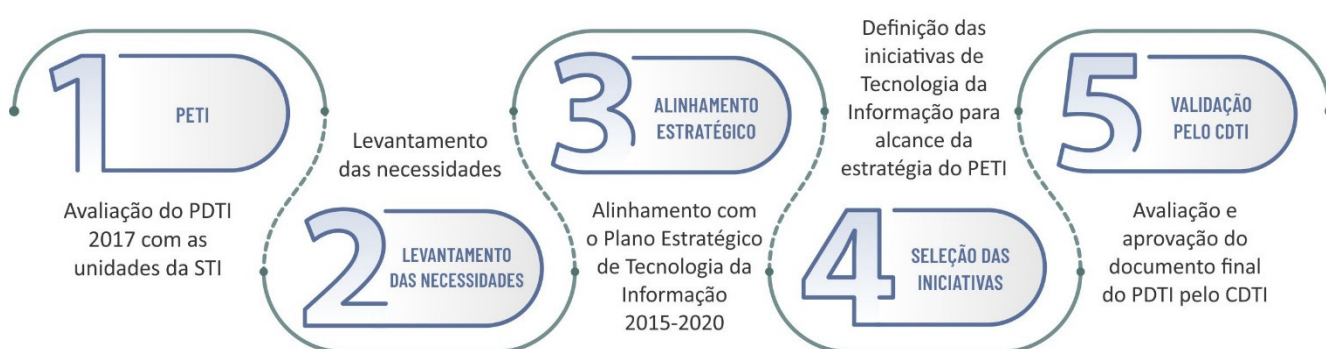 1
PETI
Avaliação do PDTI
2017 com as
unidades da STI
Levantamento
das necessidades
2
LEVANTAMENTO
DAS NECESSIDADES
3
ALINHAMENTO
ESTRATÉGICO
Alinhamento com
o Plano Estratégico
de Tecnologia da
Informação
2015-2020
Definição das
iniciativas de
Tecnologia da
Informação para
alcance da
estratégia do PETI
4
SELEÇÃO DAS
INICIATIVAS
5
VALIDAÇÃO
PELO CDTI
Avaliação e
aprovação do
documento final
do PDTI pelo CDTI